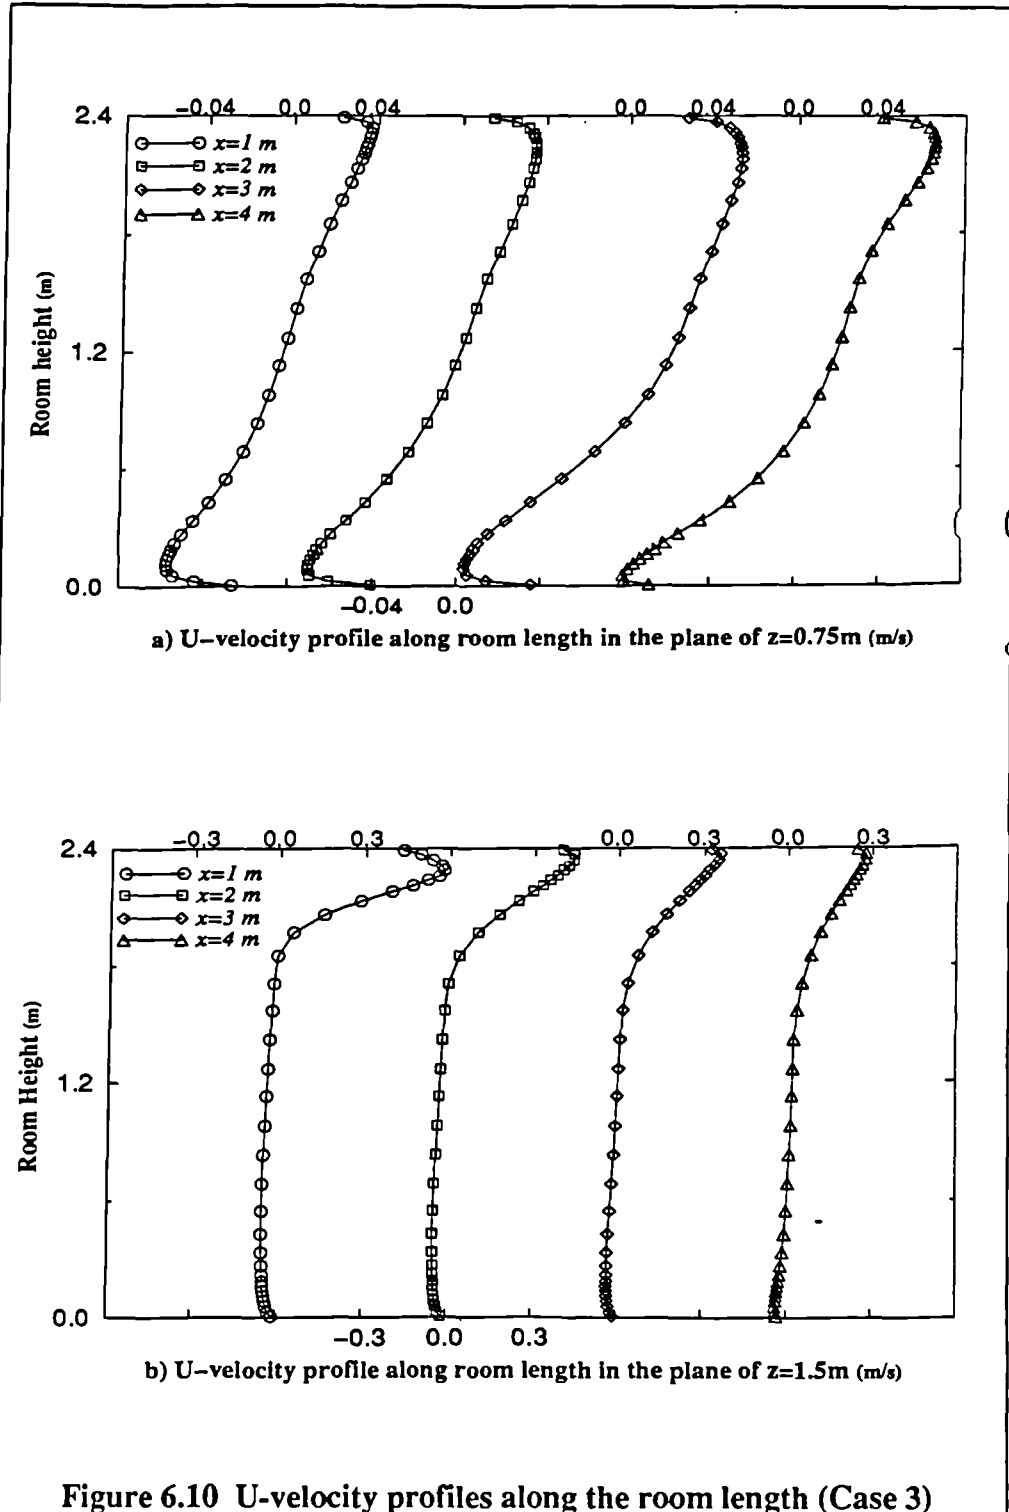 −0.04 0.0 0.04 0.0 0.04 0.0 0.04
2.4
x=1 m
x=2 m
x=3 m
x=4 m
Room height (m)
1.2
0.0
−0.04 0.0
a) U−velocity profile along room length in the plane of z=0.75m (m/s)
−0.3 0.0 0.3 0.0 0.3 0.0 0.3
2.4
x=1 m
x=2 m
x=3 m
x=4 m
Room Height (m)
1.2
0.0
−0.3 0.0 0.3
b) U−velocity profile along room length in the plane of z=1.5m (m/s)
Figure 6.10 U-velocity profiles along the room length (Case 3)